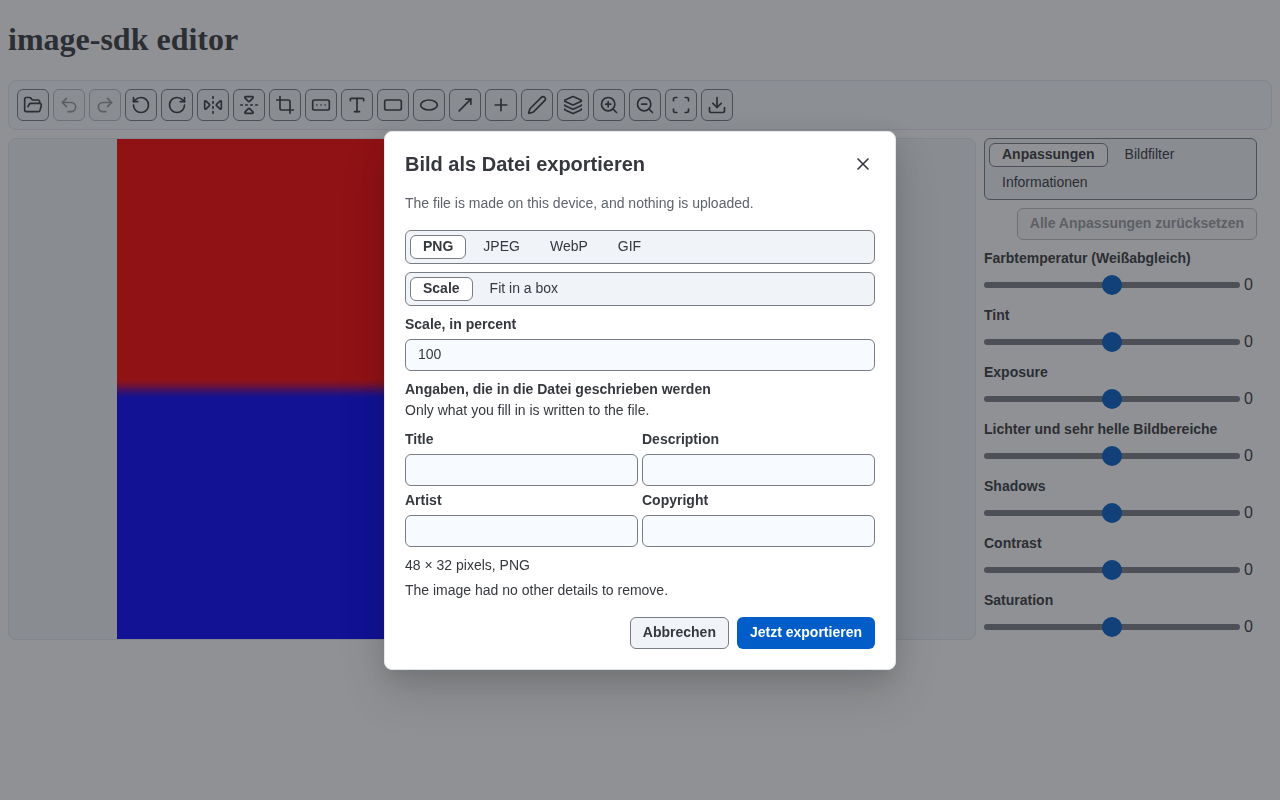 image-sdk editor
Bild als Datei exportieren
The file is made on this device, and nothing is uploaded.
PNG JPEG WebP GIF
Scale Fit in a box
Scale, in percent
100
Angaben, die in die Datei geschrieben werden
Only what you fill in is written to the file.
Title Description
Artist Copyright
48 × 32 pixels, PNG
The image had no other details to remove.
Abbrechen Jetzt exportieren
Anpassungen Bildfilter
Informationen
Alle Anpassungen zurücksetzen
Farbtemperatur (Weißabgleich)
0
Tint
0
Exposure
0
Lichter und sehr helle Bildbereiche
0
Shadows
0
Contrast
0
Saturation
0